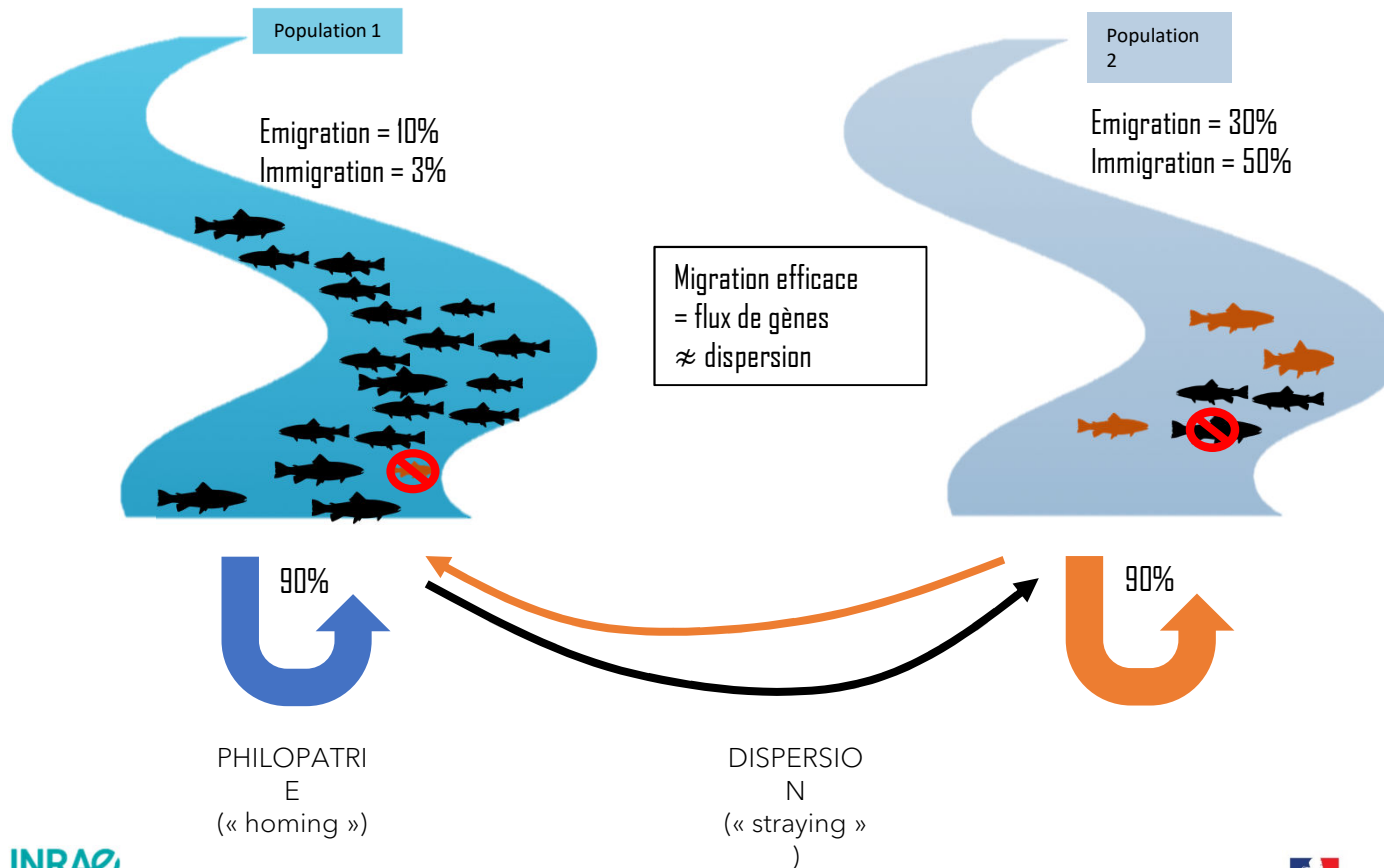 Population 1
Population
2
Emigration = 10%
Immigration = 3%
Emigration = 30%
Immigration = 50%
Migration efficace
= flux de gènes
≉ dispersion
90%
90%
PHILOPATRI
E
(« homing »)
DISPERSIO
N
(« straying »
)
INRAE